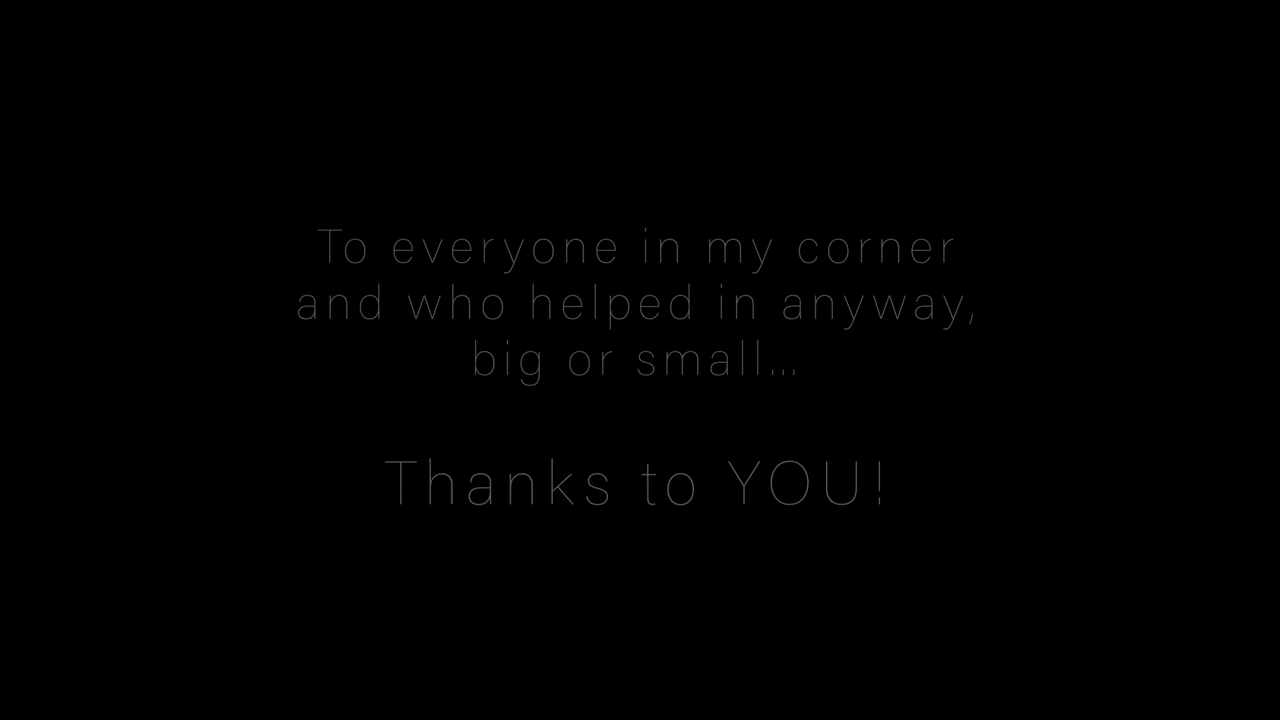 To everyone in my corner
and who helped in anyway,
big or small...
Thanks to YOU!